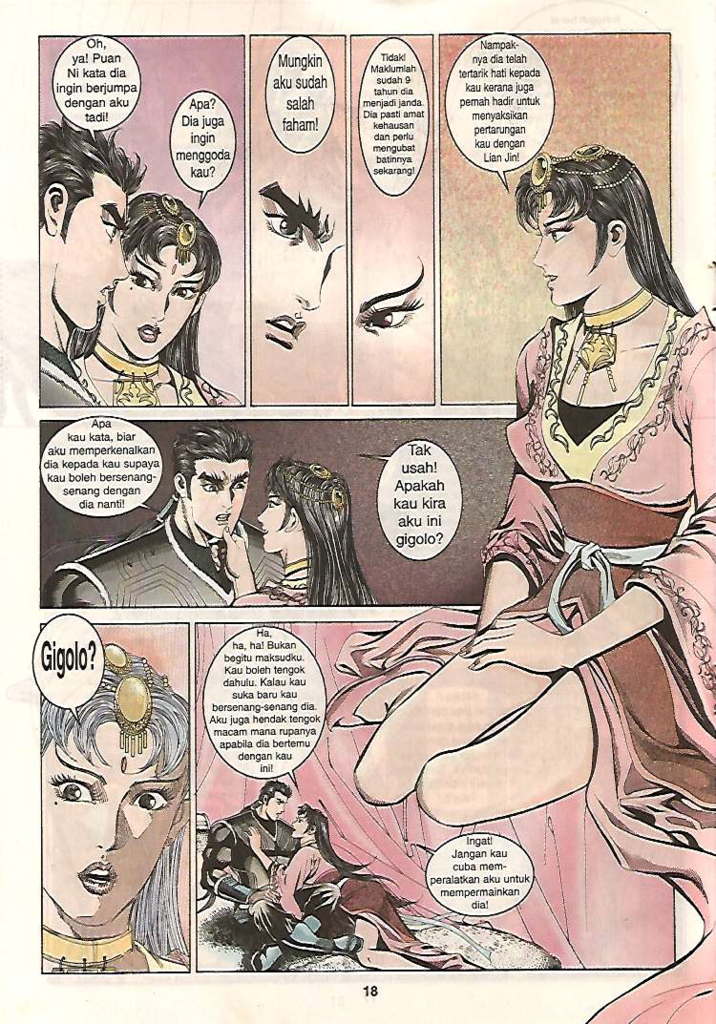 Oh,
ya! Puan
Ni kata dia
ingin berjumpa
dengan aku
tadi!
Apa?
Dia juga
ingin
menggoda
kau?
Mungkin
aku sudah
salah
faham!
Tidak!
Maklumlah
sudah 9
tahun dia
menjadi janda.
Dia pasti amat
kehausan
dan perlu
mengubat
batinnya
sekarang!
Nampak-
nya dia telah
tertarik hati kepada
kau kerana juga
pernah hadir untuk
menyaksikan
pertarungan
kau dengan
Lian Jin!
Apa
kau kata, biar
aku memperkenalkan
dia kepada kau supaya
kau boleh bersenang-
senang dengan
dia nanti!
Tak
usah!
Apakah
kau kira
aku ini
gigolo?
Gigolo?
Ha,
ha, ha! Bukan
begitu maksudku.
Kau boleh tengok
dahulu. Kalau kau
suka baru kau
bersenang-senang dia.
Aku juga hendak tengok
macam mana rupanya
apabila dia bertemu
dengan kau
ini!
Ingat!
Jangan kau
cuba mem-
peralatkan aku untuk
mempermainkan
dia!
18